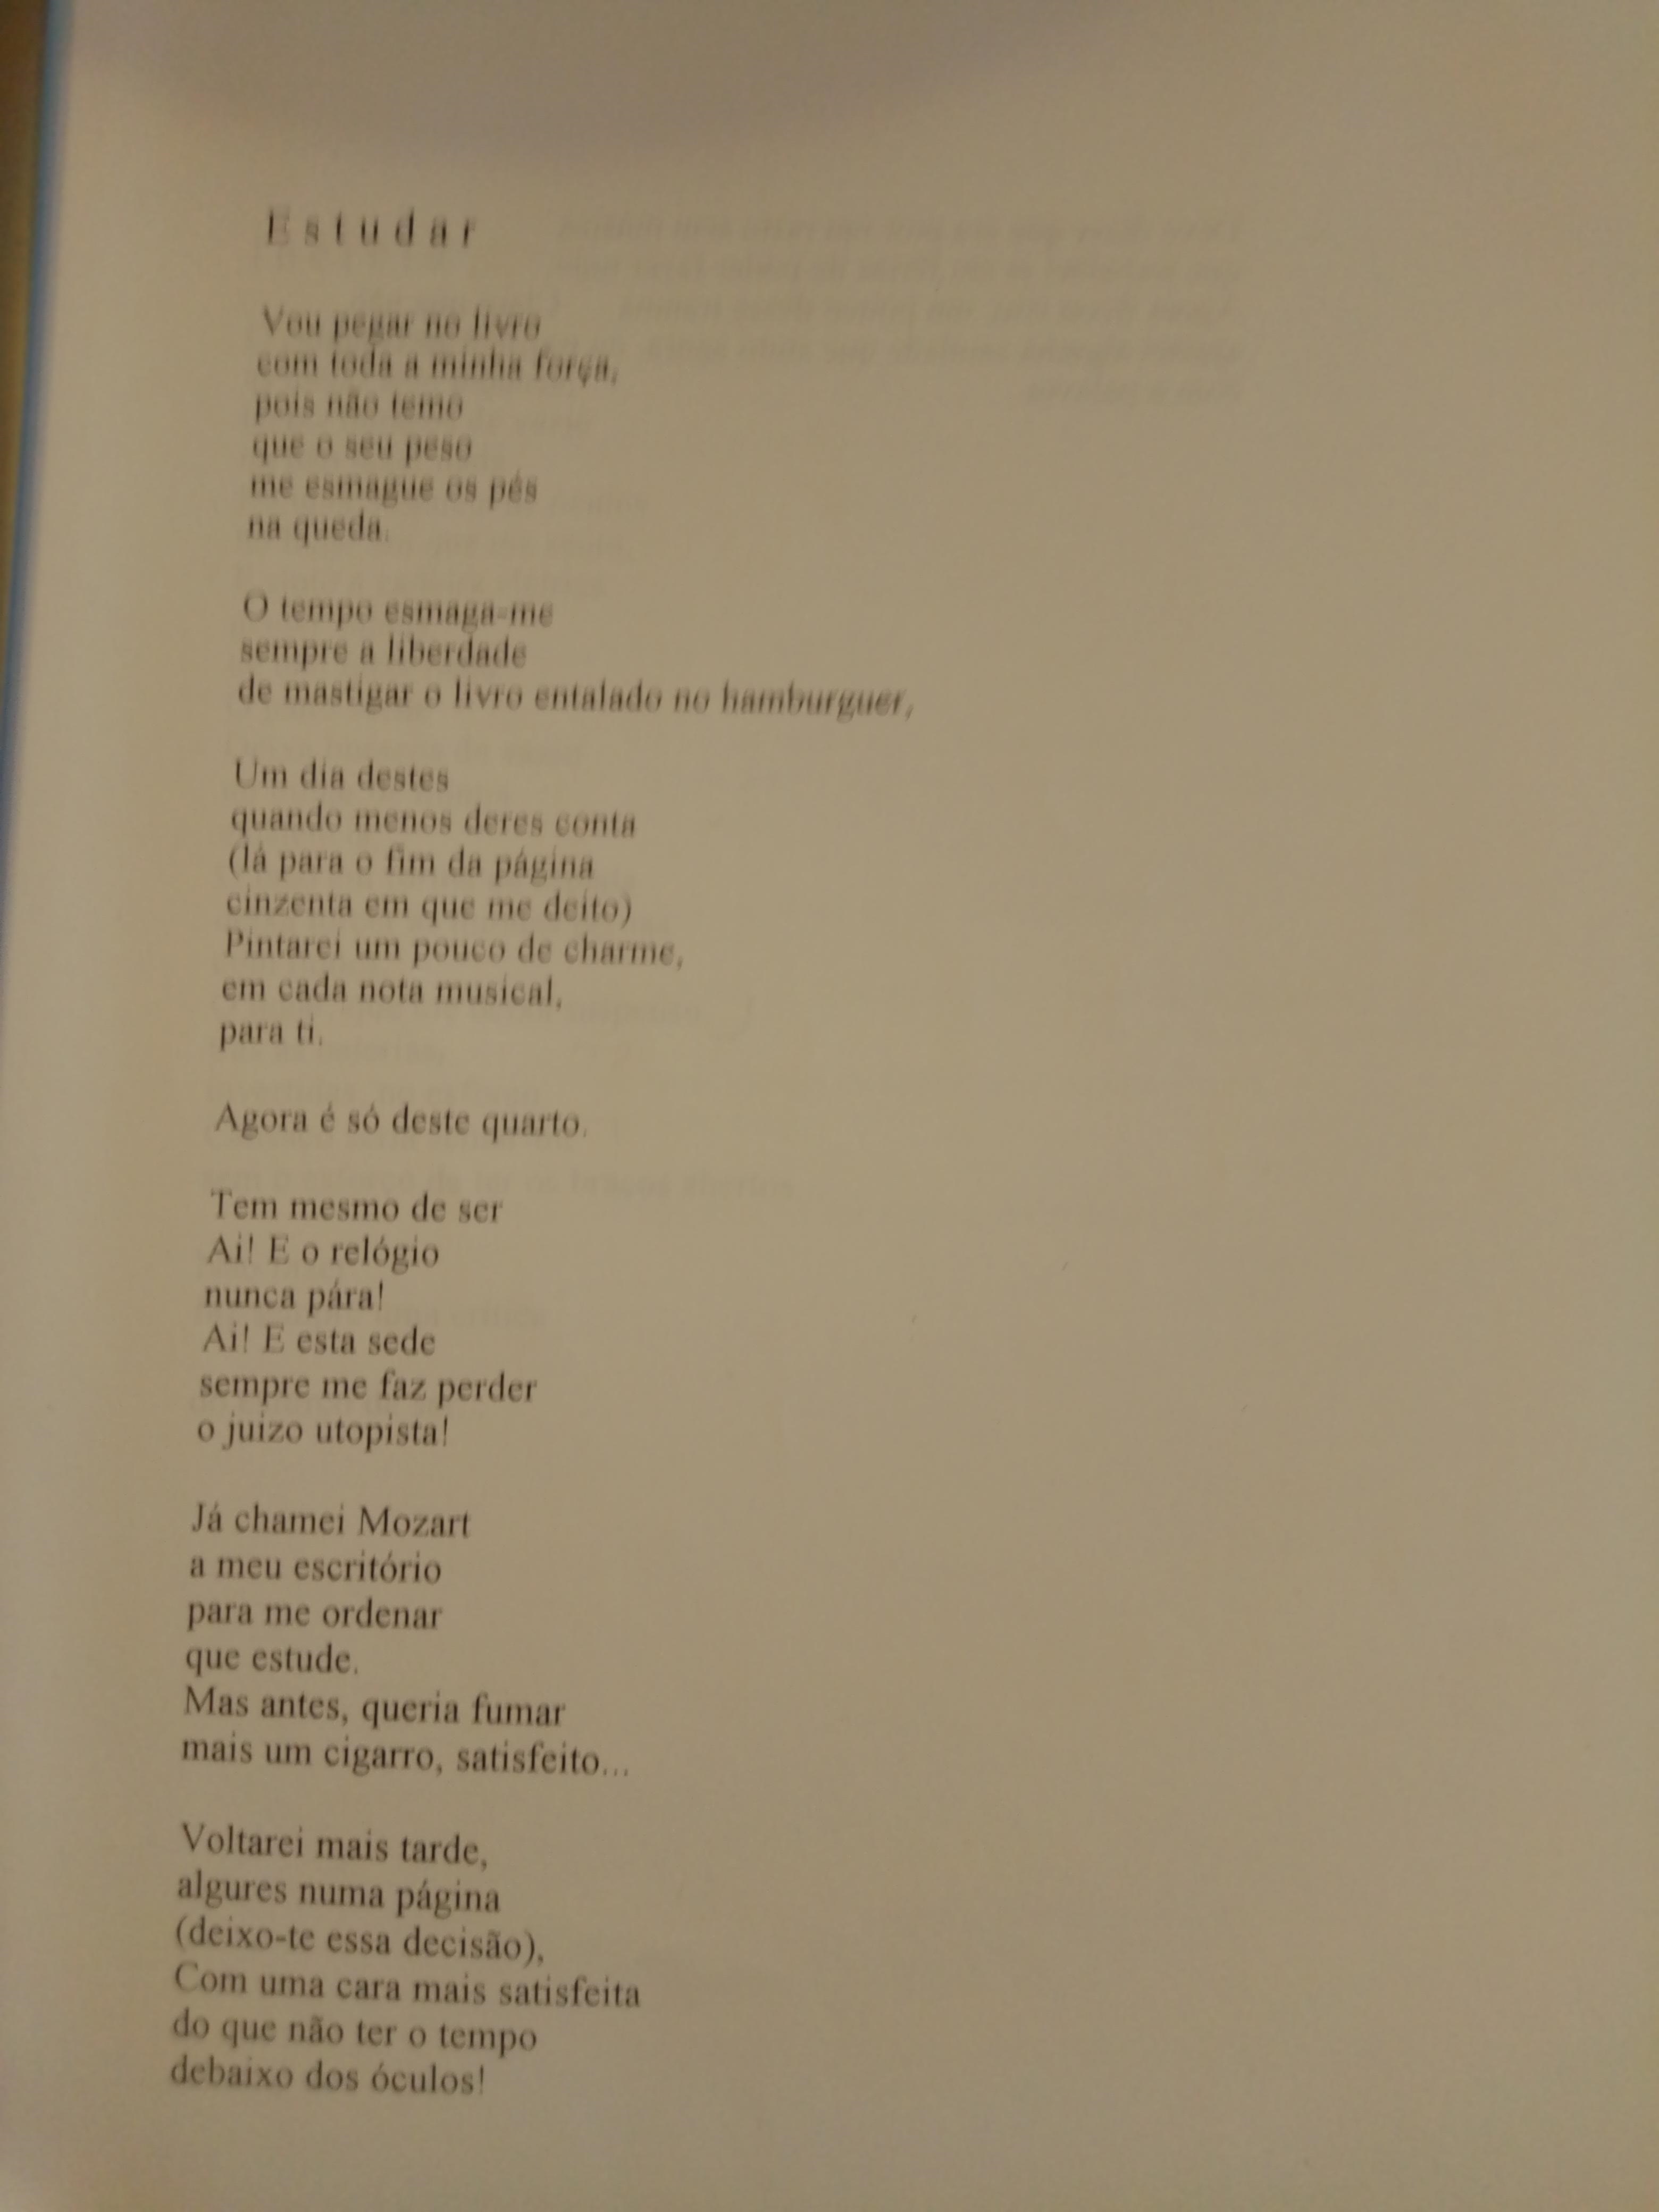 Estudar
Vou pegar no livro
com toda a minha força,
pois não temo
que o seu peso
me esmague os pés
na queda.
O tempo esmaga-me
sempre a liberdade
de mastigar o livro entalado no hamburguer,
Um dia destes
quando menos deres conta
(lá para o fim da página
cinzenta em que me deito)
Pintarei um pouco de charme,
em cada nota musical,
para ti.
Agora é só deste quarto.
Tem mesmo de ser
Ai! E o relógio
nunca pára!
Ai! E esta sede
sempre me faz perder
o juizo utopista!
Já chamei Mozart
a meu escritório
para me ordenar
que estude.
Mas antes, queria fumar
mais um cigarro, satisfeito...
Voltarei mais tarde,
algures numa página
(deixo-te essa decisão),
Com uma cara mais satisfeita
do que não ter o tempo
debaixo dos óculos!